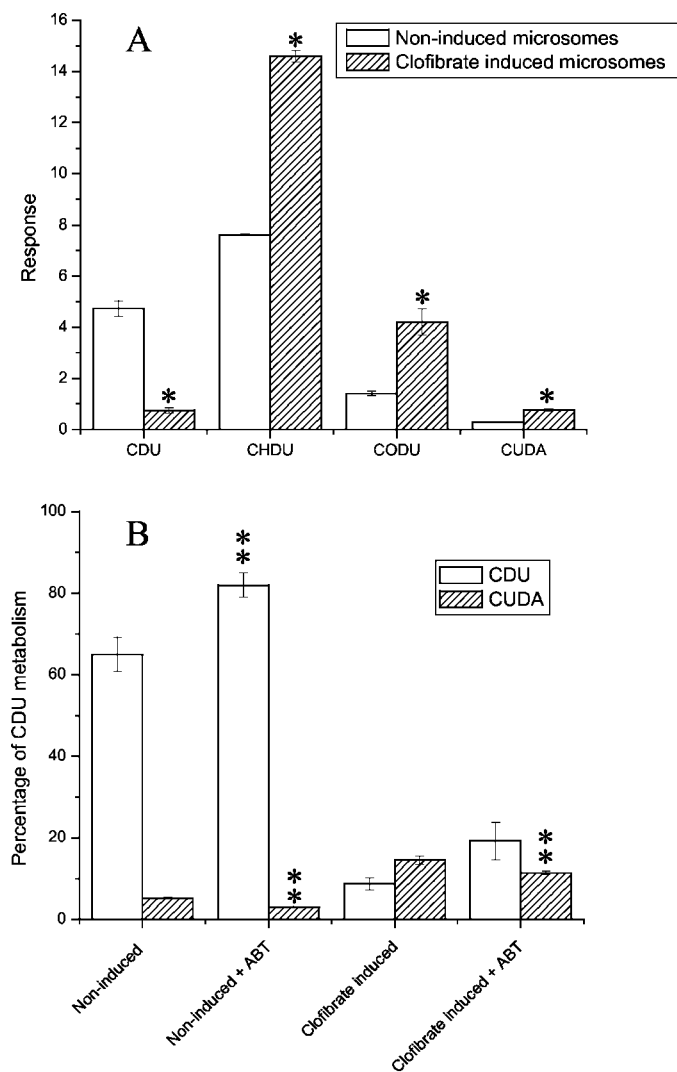 A
Non-induced microsomes
Clofibrate induced microsomes
Response
16
14
12
10
8
6
4
2
0
*
*
*
*
CDU
CHDU
CODU
CUDA
B
CDU
CUDA
Percentage of CDU metabolism
100
80
60
40
20
0
**
**
**
Non-induced
Non-induced + ABT
Clofibrate induced
Clofibrate induced + ABT